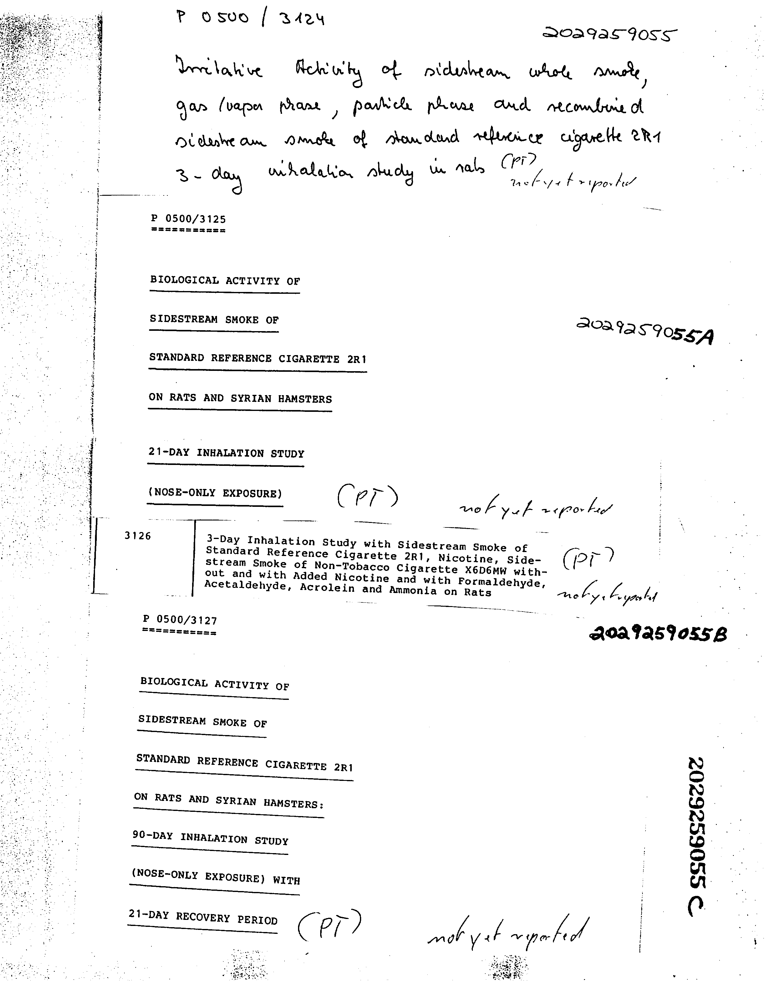 P 0500 / 3124
2029259055
Irritative Activity of sidestream whole smoke,
gas/vapor phase, particle phase and recombined
sidestream smoke of standard reference cigarette 2R1
3-day inhalation study in rats (PT)
not yet reported
P 0500/3125
===========
BIOLOGICAL ACTIVITY OF
SIDESTREAM SMOKE OF
2029259055A
STANDARD REFERENCE CIGARETTE 2R1
ON RATS AND SYRIAN HAMSTERS
21-DAY INHALATION STUDY
(NOSE-ONLY EXPOSURE) (PT) not yet reported
3126
3-Day Inhalation Study with Sidestream Smoke of
Standard Reference Cigarette 2R1, Nicotine, Side-
stream Smoke of Non-Tobacco Cigarette X6D6MW with-
out and with Added Nicotine and with Formaldehyde,
Acetaldehyde, Acrolein and Ammonia on Rats
(PT)
not yet reported
P 0500/3127
===========
2029259055B
BIOLOGICAL ACTIVITY OF
SIDESTREAM SMOKE OF
STANDARD REFERENCE CIGARETTE 2R1
ON RATS AND SYRIAN HAMSTERS:
90-DAY INHALATION STUDY
(NOSE-ONLY EXPOSURE) WITH
21-DAY RECOVERY PERIOD (PT) not yet reported
2029259055 C